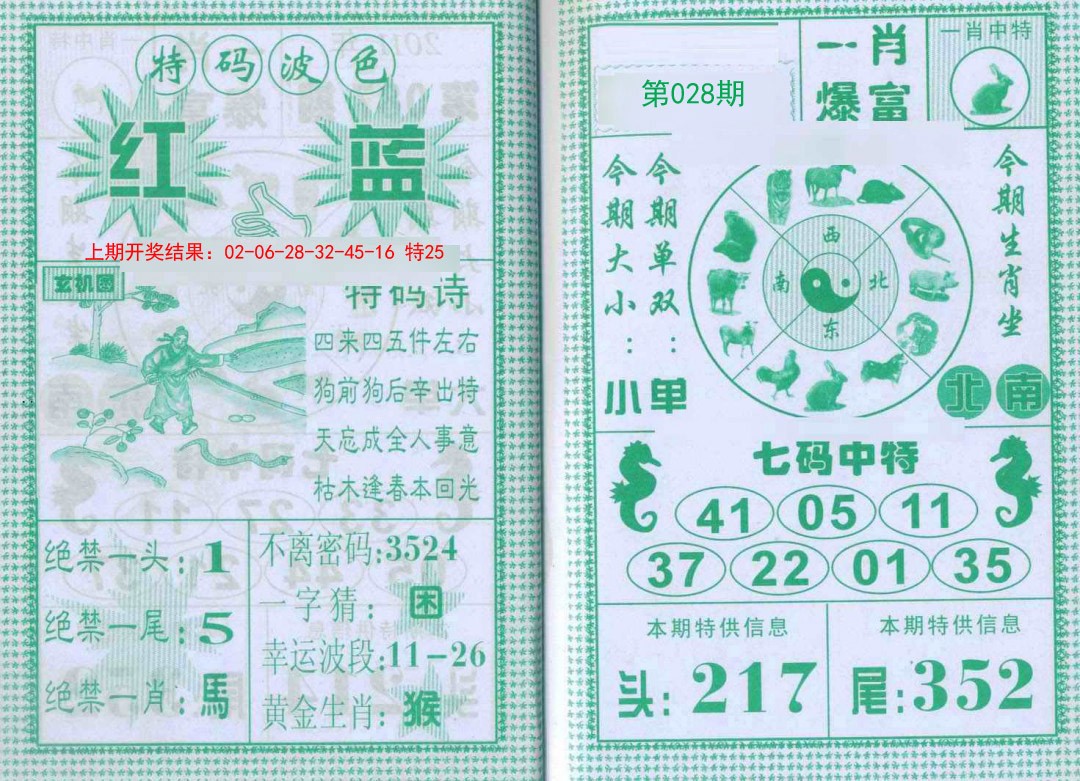 特码波色
红 蓝
上期开奖结果：02-06-28-32-45-16 特25
玄机图
特码诗
四来四五件左右
狗前狗后辛出特
天忘成全人事意
枯木逢春本回光
绝禁一头：1
绝禁一尾：5
绝禁一肖：馬
不离密码：3524
一字猜：困
幸运波段：11-26
黄金生肖：猴
第028期
一肖
爆富
一肖中特
今期大小：小
今期单双：单
西
南 北
东
今期生肖坐
北 南
七码中特
41 05 11
37 22 01 35
本期特供信息
头：217
本期特供信息
尾：352